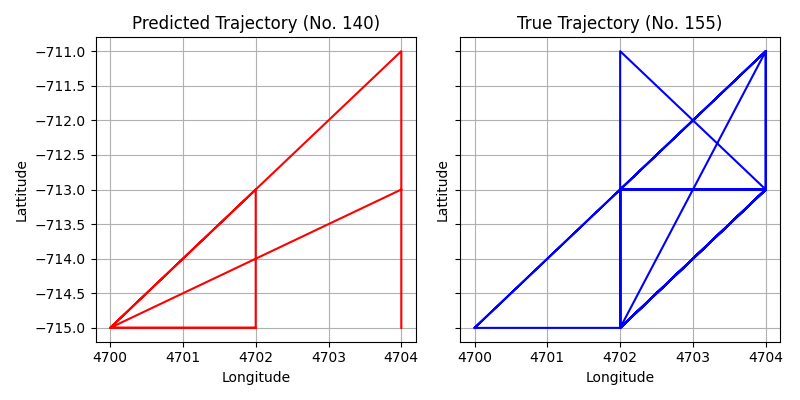 Predicted Trajectory (No. 140)
True Trajectory (No. 155)
Lattitude
−711.0
−711.5
−712.0
−712.5
−713.0
−713.5
−714.0
−714.5
−715.0
4700 4701 4702 4703 4704
Longitude
Lattitude
4700 4701 4702 4703 4704
Longitude